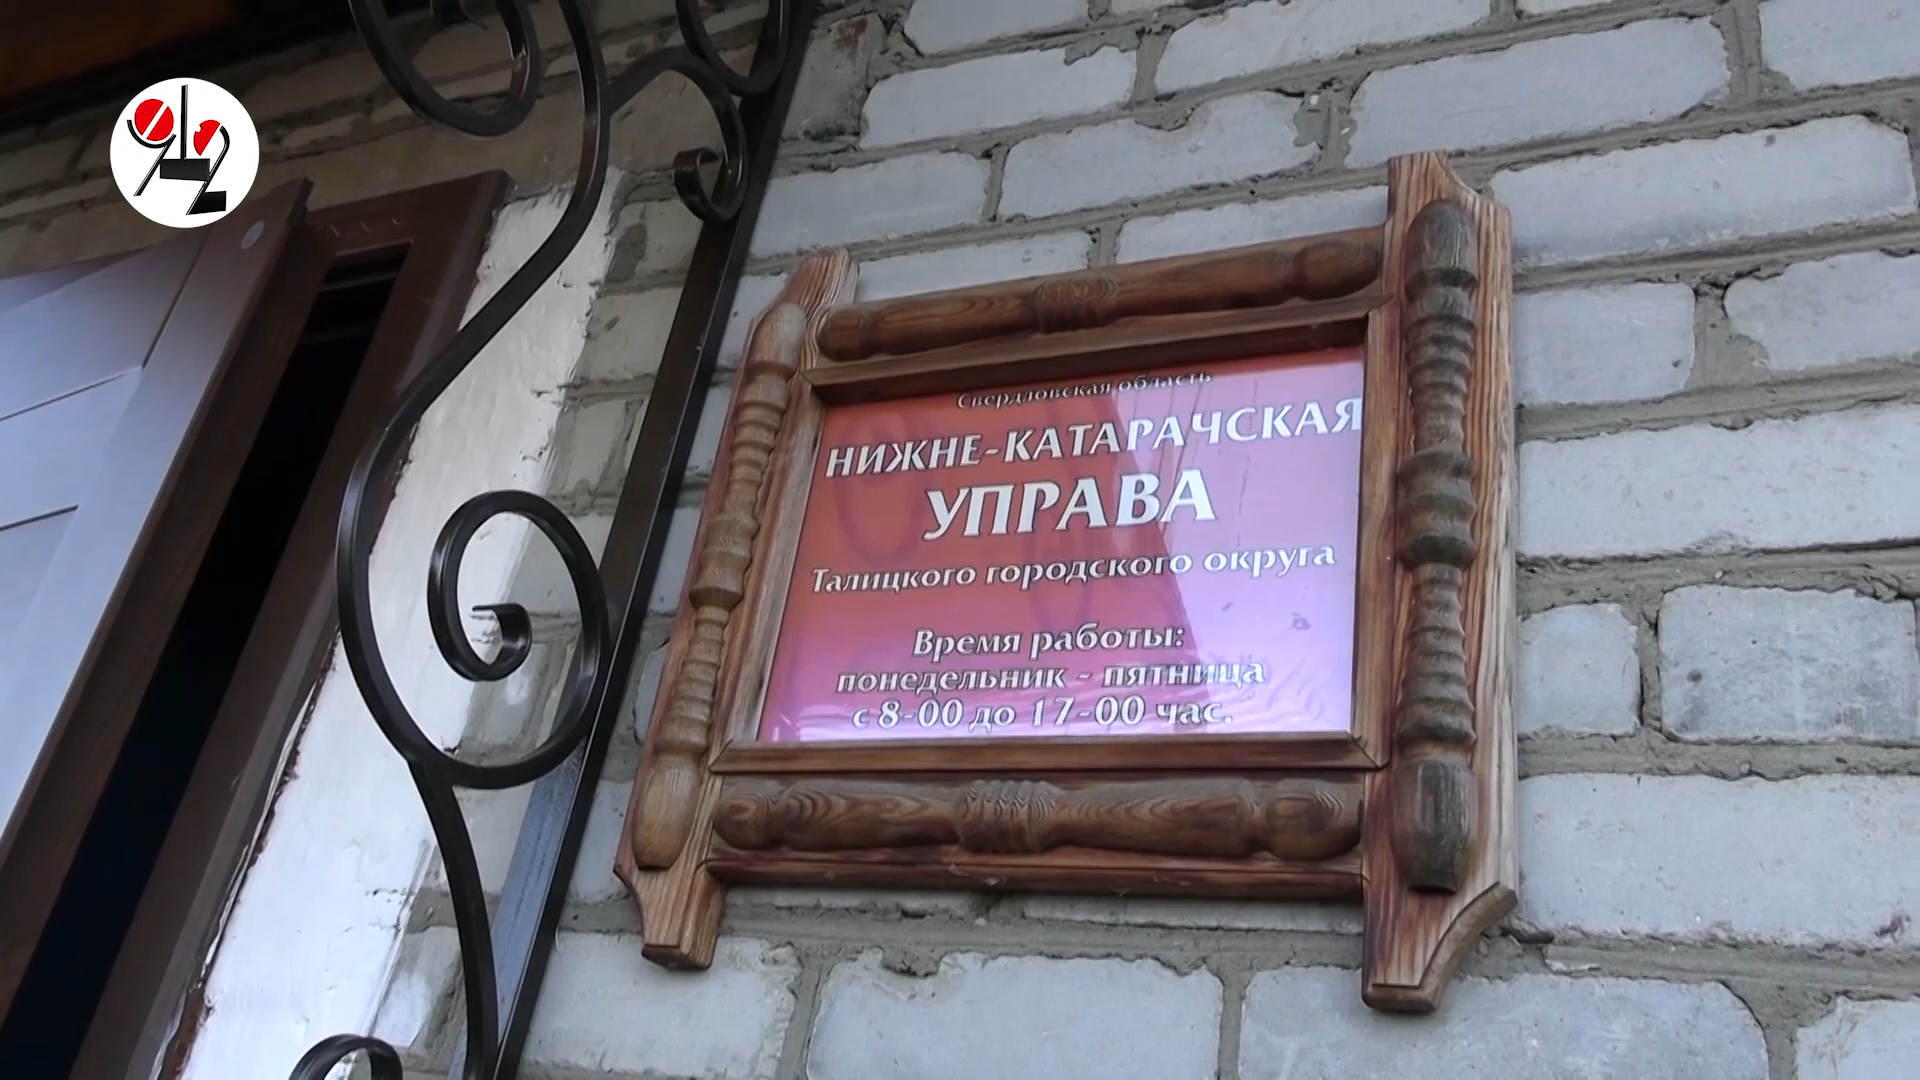 Свердловская область
НИЖНЕ-КАТАРАЧСКАЯ
УПРАВА
Талицкого городского округа
Время работы:
понедельник - пятница
с 8-00 до 17-00 час.